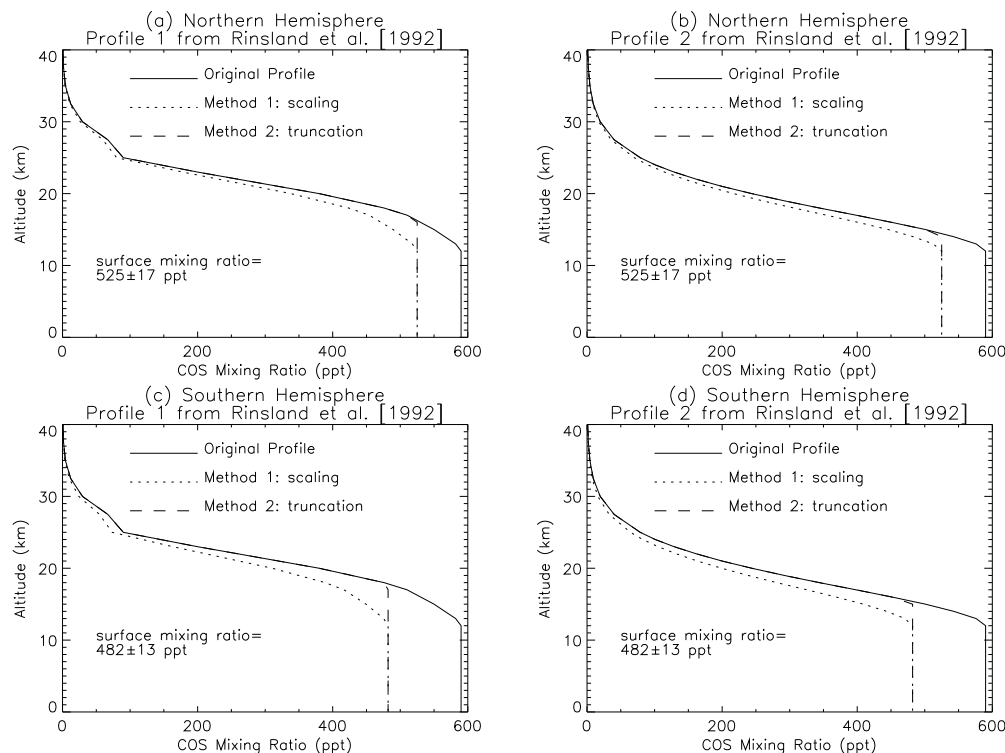 (a) Northern Hemisphere
Profile 1 from Rinsland et al. [1992]
40
30
20
10
0
Altitude (km)
Original Profile
Method 1: scaling
Method 2: truncation
surface mixing ratio=
525±17 ppt
0
200
400
600
COS Mixing Ratio (ppt)
(b) Northern Hemisphere
Profile 2 from Rinsland et al. [1992]
40
30
20
10
0
Altitude (km)
Original Profile
Method 1: scaling
Method 2: truncation
surface mixing ratio=
525±17 ppt
0
200
400
600
COS Mixing Ratio (ppt)
(c) Southern Hemisphere
Profile 1 from Rinsland et al. [1992]
40
30
20
10
0
Altitude (km)
Original Profile
Method 1: scaling
Method 2: truncation
surface mixing ratio=
482±13 ppt
0
200
400
600
COS Mixing Ratio (ppt)
(d) Southern Hemisphere
Profile 2 from Rinsland et al. [1992]
40
30
20
10
0
Altitude (km)
Original Profile
Method 1: scaling
Method 2: truncation
surface mixing ratio=
482±13 ppt
0
200
400
600
COS Mixing Ratio (ppt)